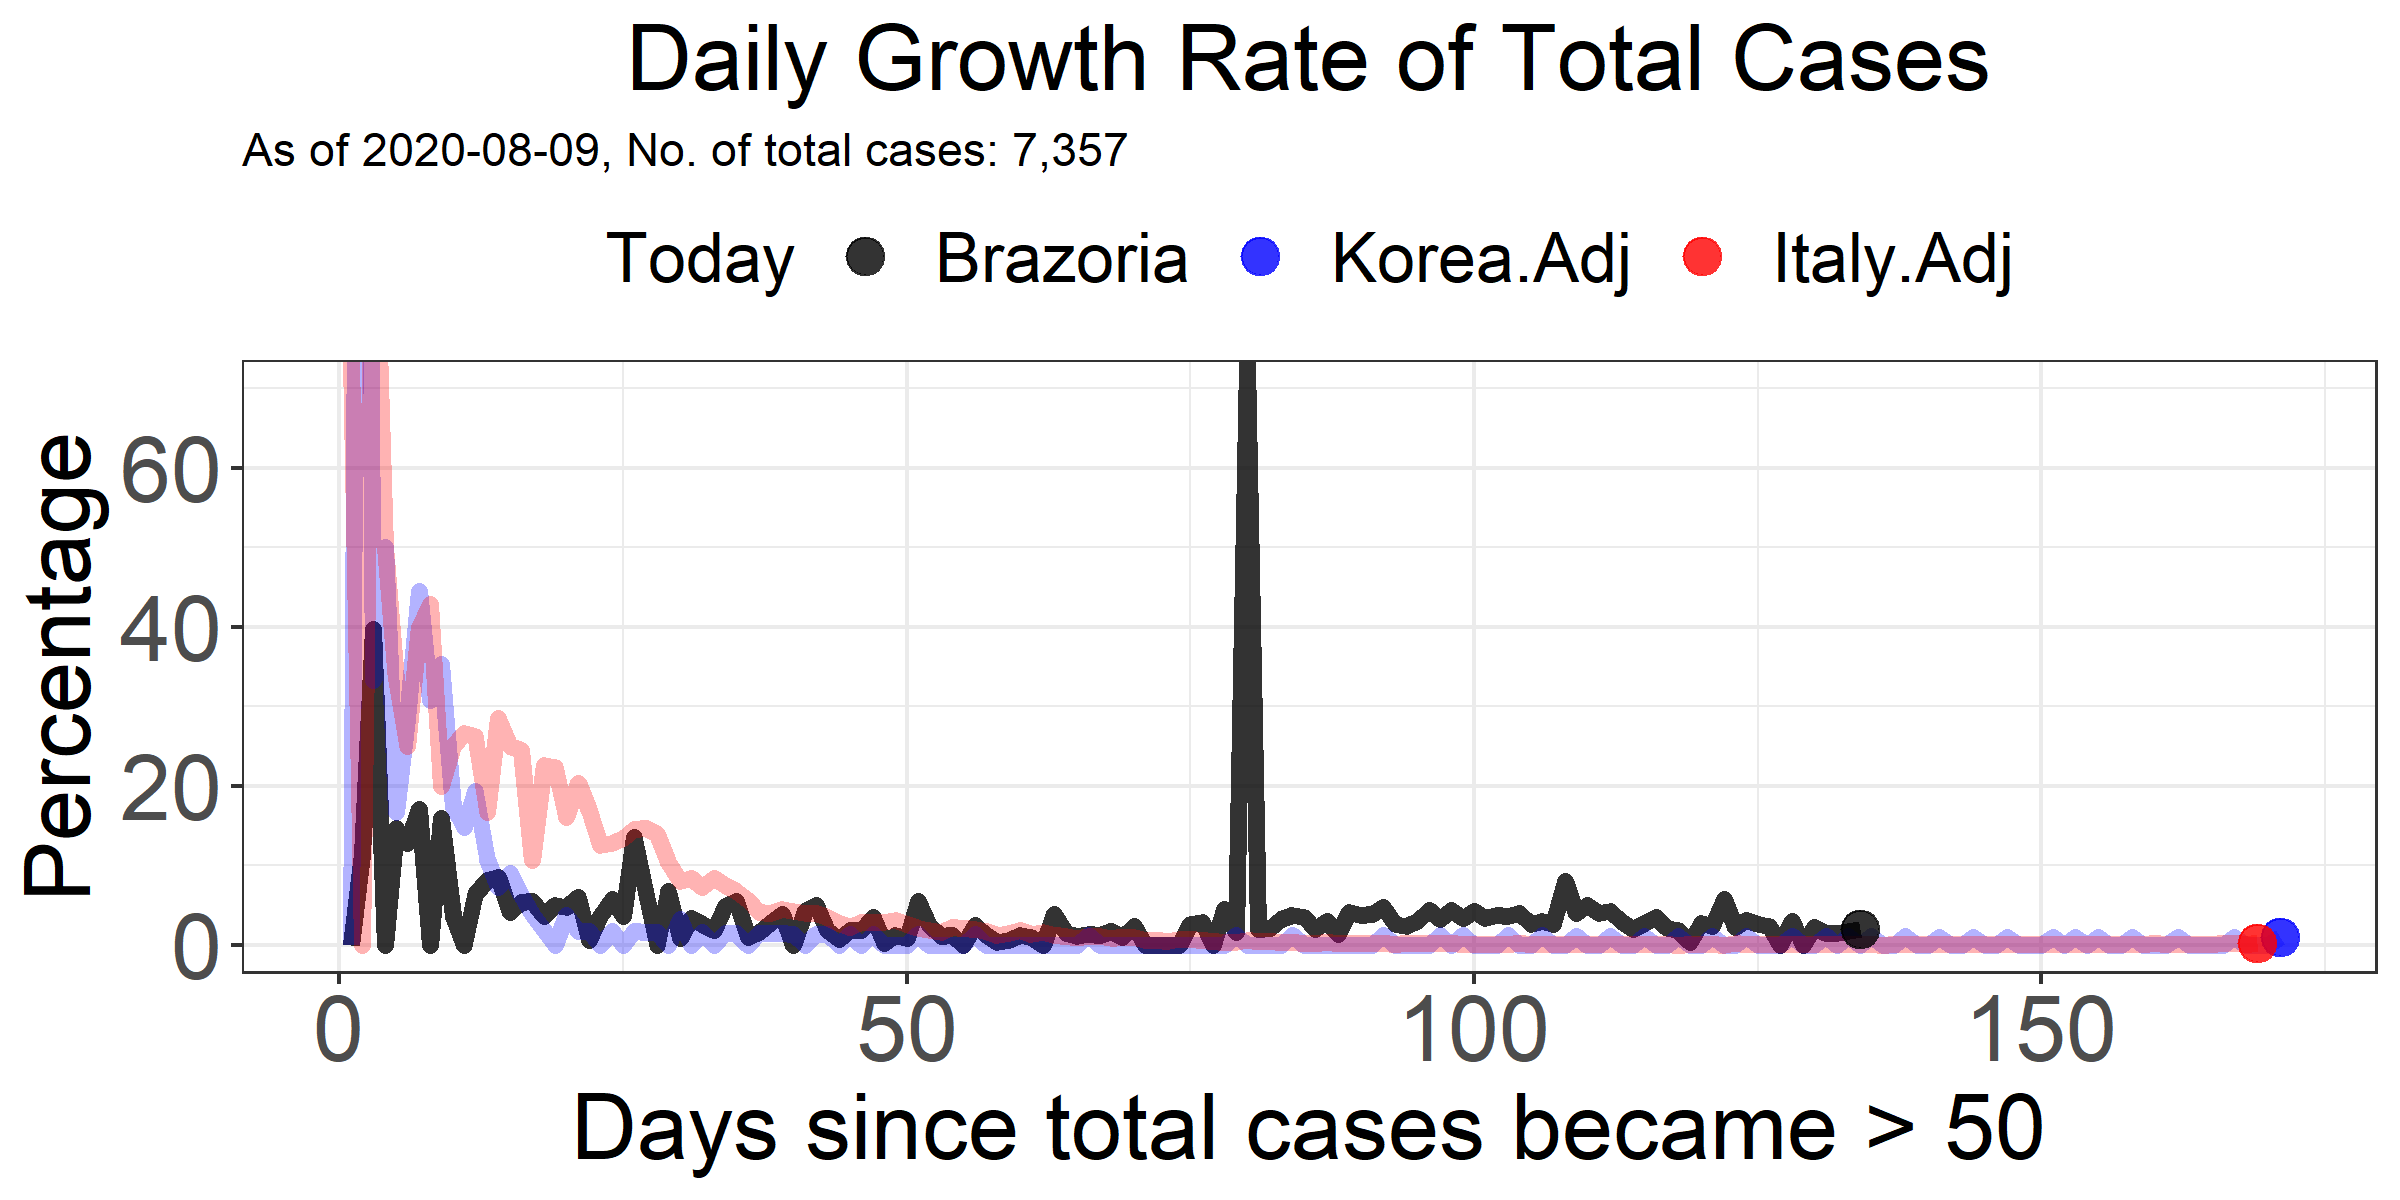 Daily Growth Rate of Total Cases
As of 2020-08-09, No. of total cases: 7,357
Today Brazoria Korea.Adj Italy.Adj
Percentage
60
40
20
0
0 50 100 150
Days since total cases became > 50